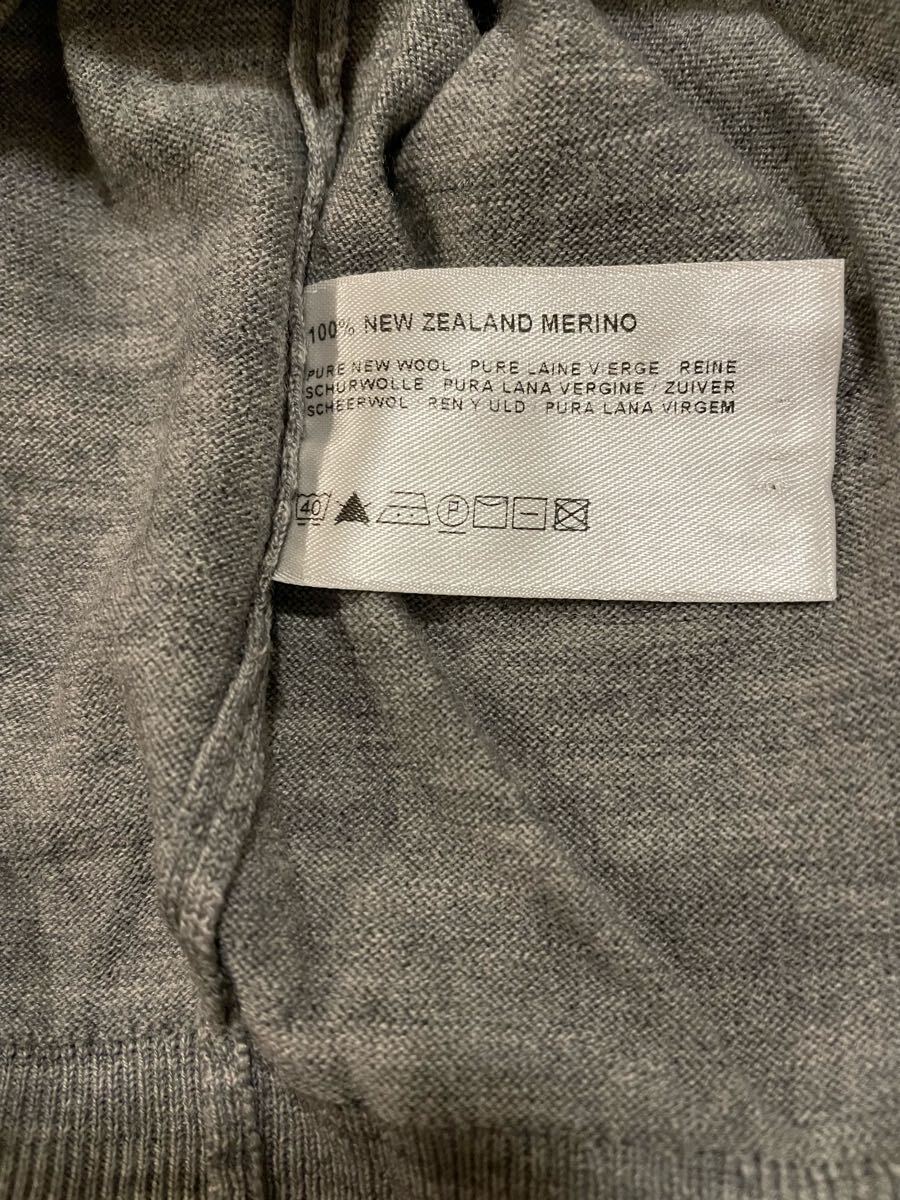 100% NEW ZEALAND MERINO
PURE NEW WOOL PURE LAINE VIERGE REINE
SCHURWOLLE PURA LANA VERGINE ZUIVER
SCHEERWOL REN Y ULD PURA LANA VIRGEM
40 P